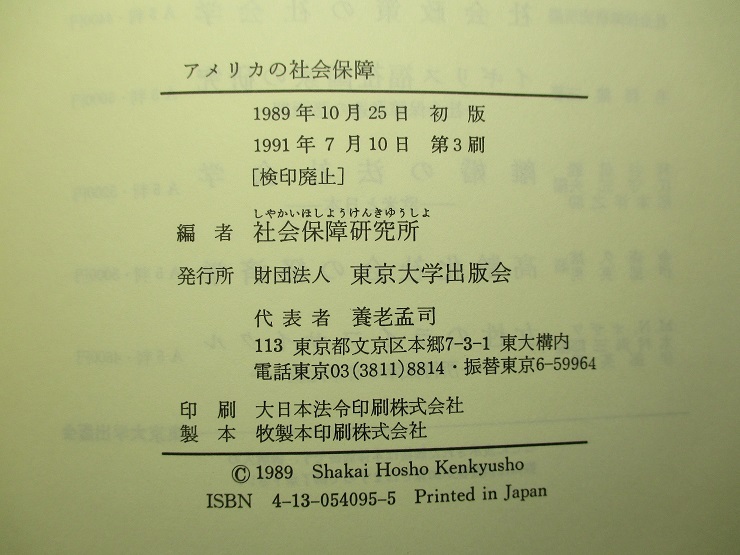 アメリカの社会保障
1989年10月25日 初 版
1991年 7 月10日 第3刷
[検印廃止]
しやかいほしようけんきゆうしよ
編 者 社会保障研究所
発行所 財団法人 東京大学出版会
代表者 養老孟司
113 東京都文京区本郷7-3-1 東大構内
電話東京03(3811)8814・振替東京6-59964
印 刷 大日本法令印刷株式会社
製 本 牧製本印刷株式会社
© 1989 Shakai Hosho Kenkyusho
ISBN 4-13-054095-5 Printed in Japan